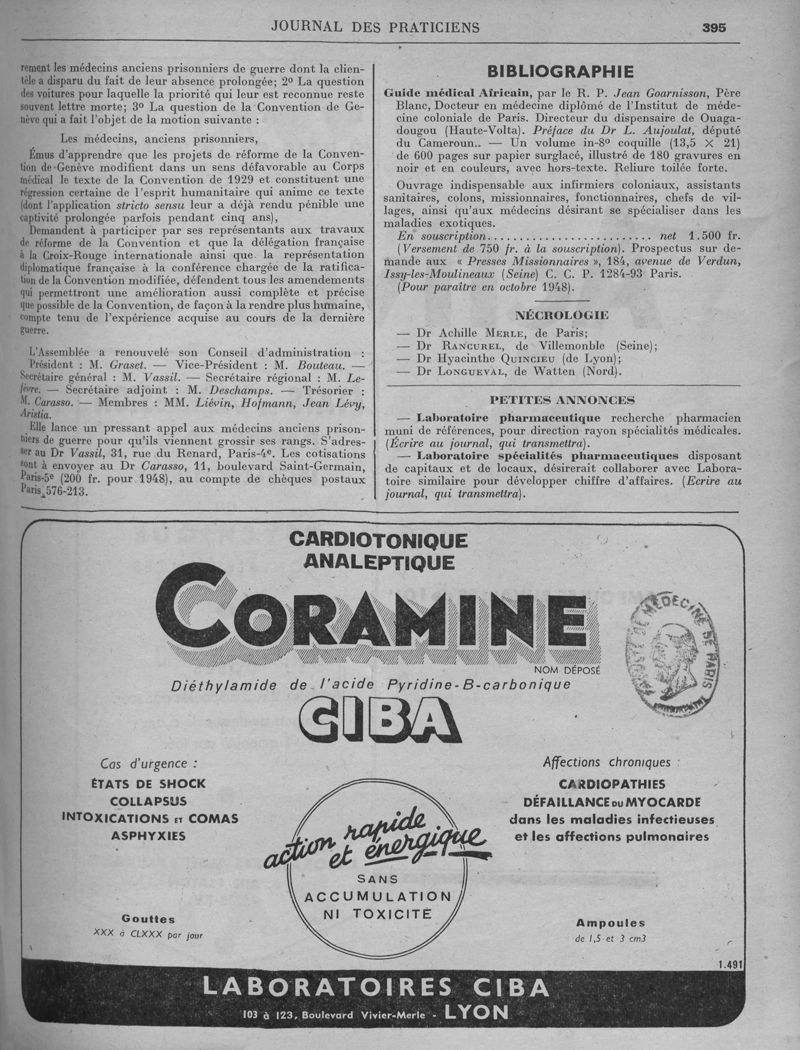 JOURNAL DES PRATICIENS
395
rement les médecins anciens prisonniers de guerre dont la clien-
tèle a disparu du fait de leur absence prolongée; 2º La question
des voitures pour laquelle la priorité qui leur est reconnue reste
souvent lettre morte; 3º La question de la Convention de Ge-
nève qui a fait l'objet de la motion suivante :
Les médecins, anciens prisonniers,
Émus d'apprendre que les projets de réforme de la Conven-
tion de Genève modifient dans un sens défavorable au Corps
médical le texte de la Convention de 1929 et constituent une
régression certaine de l'esprit humanitaire qui anime ce texte
(dont l'application stricto sensu leur a déjà rendu pénible une
captivité prolongée parfois pendant cinq ans),
Demandent à participer par ses représentants aux travaux
de réforme de la Convention et que la délégation française
à la Croix-Rouge internationale ainsi que la représentation
diplomatique française à la conférence chargée de la ratifica-
tion de la Convention modifiée, défendent tous les amendements
qui permettront une amélioration aussi complète et précise
que possible de la Convention, de façon à la rendre plus humaine,
compte tenu de l'expérience acquise au cours de la dernière
guerre.
L'Assemblée a renouvelé son Conseil d'administration :
Président : M. Graset. — Vice-Président : M. Bouteau. —
Secrétaire général : M. Vassil. — Secrétaire régional : M. Le-
fèvre. — Secrétaire adjoint : M. Deschamps. — Trésorier :
M. Carasso. — Membres : MM. Liévin, Hofmann, Jean Lévy,
Aristia.
Elle lance un pressant appel aux médecins anciens prison-
niers de guerre pour qu'ils viennent grossir ses rangs. S'adres-
ser au Dr Vassil, 31, rue du Renard, Paris-4e. Les cotisations
sont à envoyer au Dr Carasso, 11, boulevard Saint-Germain,
Paris-5e (200 fr. pour 1948), au compte de chèques postaux
Paris 576-213.
BIBLIOGRAPHIE
Guide médical Africain, par le R. P. Jean Goarnisson, Père
Blanc, Docteur en médecine diplômé de l'Institut de méde-
cine coloniale de Paris. Directeur du dispensaire de Ouaga-
dougou (Haute-Volta). Préface du Dr L. Aujoulat, député
du Cameroun.. — Un volume in-8º coquille (13,5 × 21)
de 600 pages sur papier surglacé, illustré de 180 gravures en
noir et en couleurs, avec hors-texte. Reliure toilée forte.
Ouvrage indispensable aux infirmiers coloniaux, assistants
sanitaires, colons, missionnaires, fonctionnaires, chefs de vil-
lages, ainsi qu'aux médecins désirant se spécialiser dans les
maladies exotiques.
En souscription........................... net 1.500 fr.
(Versement de 750 fr. à la souscription). Prospectus sur de-
mande aux « Presses Missionnaires », 184, avenue de Verdun,
Issy-les-Moulineaux (Seine) C. C. P. 1284-93 Paris.
(Pour paraître en octobre 1948).
NÉCROLOGIE
— Dr Achille MERLE, de Paris;
— Dr RANCUREL, de Villemonble (Seine);
— Dr Hyacinthe QUINCIEU (de Lyon);
— Dr LONGUEVAL, de Watten (Nord).
PETITES ANNONCES
— Laboratoire pharmaceutique recherche pharmacien
muni de références, pour direction rayon spécialités médicales.
(Écrire au journal, qui transmettra).
— Laboratoire spécialités pharmaceutiques disposant
de capitaux et de locaux, désirerait collaborer avec Labora-
toire similaire pour développer chiffre d'affaires. (Ecrire au
journal, qui transmettra).
CARDIOTONIQUE
ANALEPTIQUE
CORAMINE
NOM DÉPOSÉ
Diéthylamide de l'acide Pyridine-B-carbonique
CIBA
DE MÉDECINE DE PARIS
Cas d'urgence :
ÉTATS DE SHOCK
COLLAPSUS
INTOXICATIONS ET COMAS
ASPHYXIES
Affections chroniques :
CARDIOPATHIES
DÉFAILLANCE DU MYOCARDE
dans les maladies infectieuses
et les affections pulmonaires
action rapide
et énergique
SANS
ACCUMULATION
NI TOXICITÉ
Gouttes
XXX à CLXXX par jour
Ampoules
de 1,5 et 3 cm3
1.491
LABORATOIRES CIBA
103 à 123, Boulevard Vivier-Merle - LYON